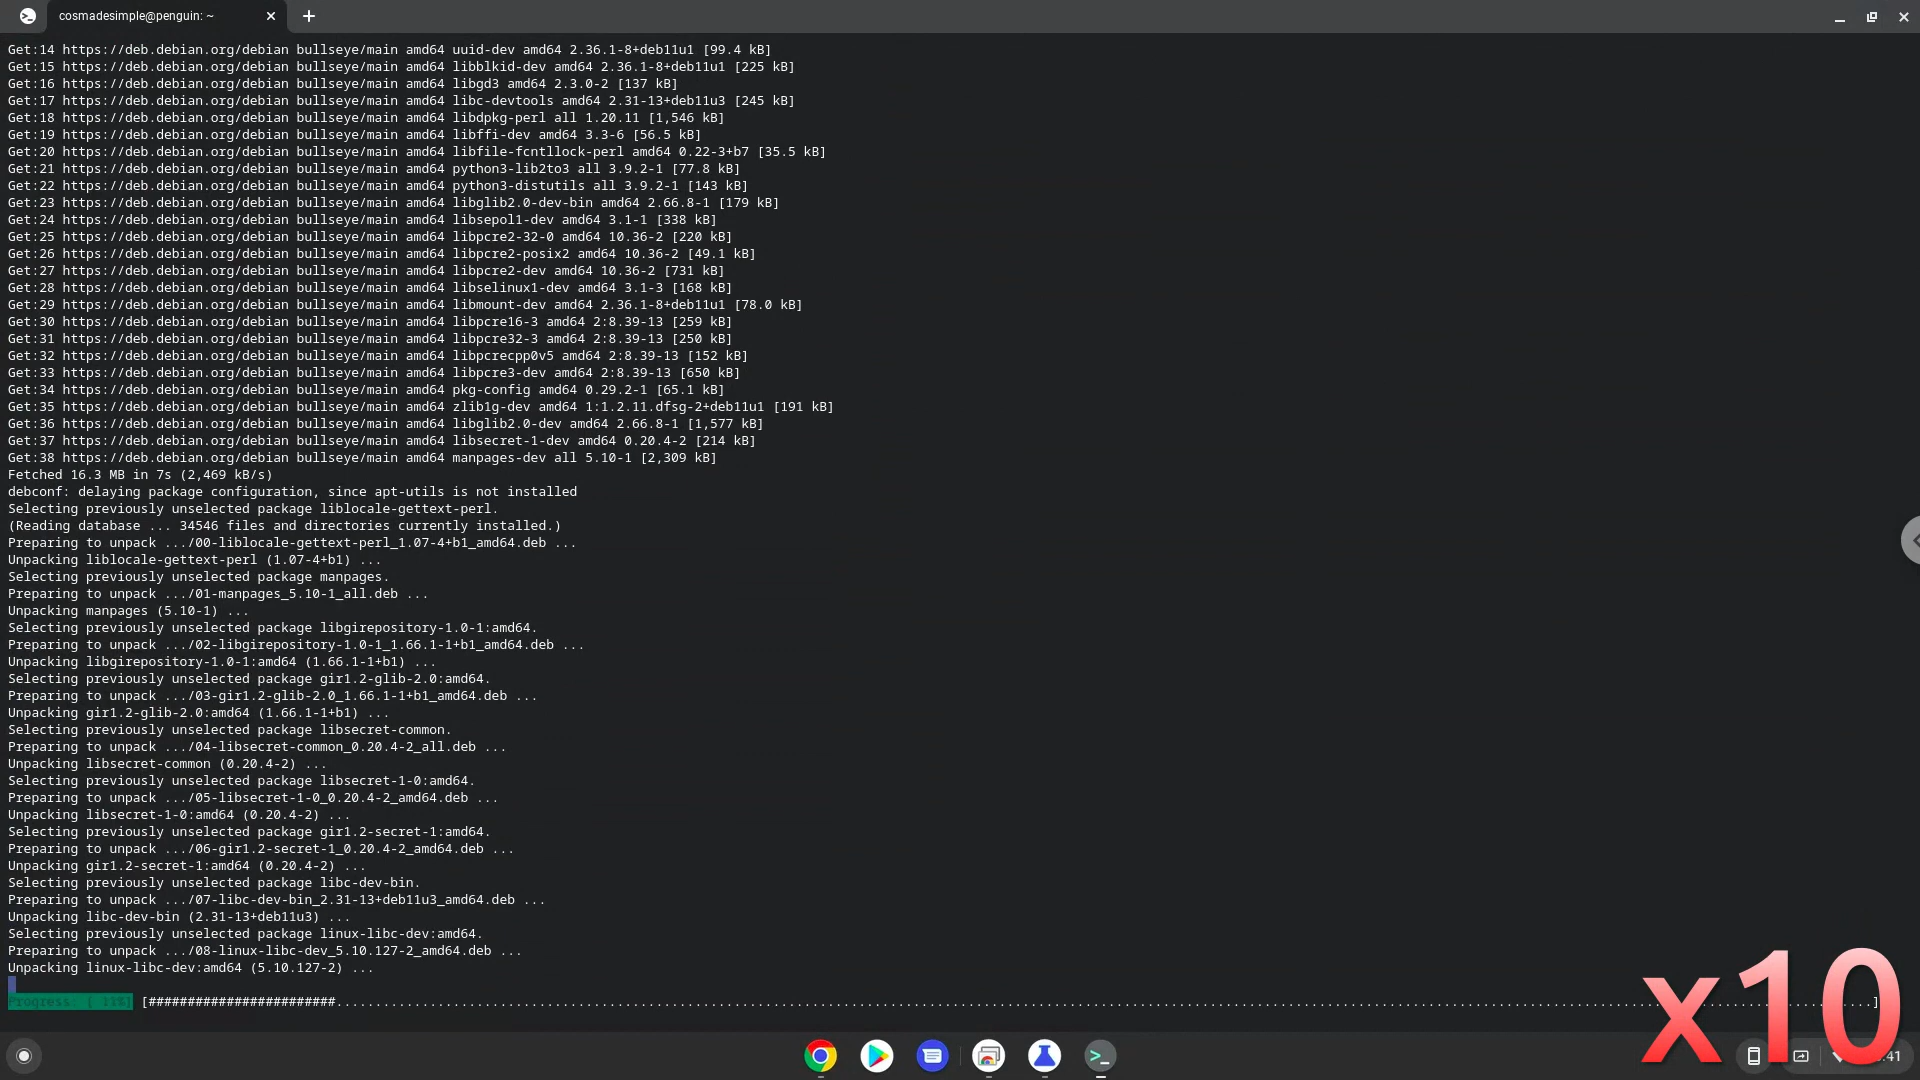 cosmadesimple@penguin: ~
Get:14 https://deb.debian.org/debian bullseye/main amd64 uuid-dev amd64 2.36.1-8+deb11u1 [99.4 kB]
Get:15 https://deb.debian.org/debian bullseye/main amd64 libblkid-dev amd64 2.36.1-8+deb11u1 [225 kB]
Get:16 https://deb.debian.org/debian bullseye/main amd64 libgd3 amd64 2.3.0-2 [137 kB]
Get:17 https://deb.debian.org/debian bullseye/main amd64 libc-devtools amd64 2.31-13+deb11u3 [245 kB]
Get:18 https://deb.debian.org/debian bullseye/main amd64 libdpkg-perl all 1.20.11 [1,546 kB]
Get:19 https://deb.debian.org/debian bullseye/main amd64 libffi-dev amd64 3.3-6 [56.5 kB]
Get:20 https://deb.debian.org/debian bullseye/main amd64 libfile-fcntllock-perl amd64 0.22-3+b7 [35.5 kB]
Get:21 https://deb.debian.org/debian bullseye/main amd64 python3-lib2to3 all 3.9.2-1 [77.8 kB]
Get:22 https://deb.debian.org/debian bullseye/main amd64 python3-distutils all 3.9.2-1 [143 kB]
Get:23 https://deb.debian.org/debian bullseye/main amd64 libglib2.0-dev-bin amd64 2.66.8-1 [179 kB]
Get:24 https://deb.debian.org/debian bullseye/main amd64 libsepol1-dev amd64 3.1-1 [338 kB]
Get:25 https://deb.debian.org/debian bullseye/main amd64 libpcre2-32-0 amd64 10.36-2 [220 kB]
Get:26 https://deb.debian.org/debian bullseye/main amd64 libpcre2-posix2 amd64 10.36-2 [49.1 kB]
Get:27 https://deb.debian.org/debian bullseye/main amd64 libpcre2-dev amd64 10.36-2 [731 kB]
Get:28 https://deb.debian.org/debian bullseye/main amd64 libselinux1-dev amd64 3.1-3 [168 kB]
Get:29 https://deb.debian.org/debian bullseye/main amd64 libmount-dev amd64 2.36.1-8+deb11u1 [78.0 kB]
Get:30 https://deb.debian.org/debian bullseye/main amd64 libpcre16-3 amd64 2:8.39-13 [259 kB]
Get:31 https://deb.debian.org/debian bullseye/main amd64 libpcre32-3 amd64 2:8.39-13 [250 kB]
Get:32 https://deb.debian.org/debian bullseye/main amd64 libpcrecpp0v5 amd64 2:8.39-13 [152 kB]
Get:33 https://deb.debian.org/debian bullseye/main amd64 libpcre3-dev amd64 2:8.39-13 [650 kB]
Get:34 https://deb.debian.org/debian bullseye/main amd64 pkg-config amd64 0.29.2-1 [65.1 kB]
Get:35 https://deb.debian.org/debian bullseye/main amd64 zlib1g-dev amd64 1:1.2.11.dfsg-2+deb11u1 [191 kB]
Get:36 https://deb.debian.org/debian bullseye/main amd64 libglib2.0-dev amd64 2.66.8-1 [1,577 kB]
Get:37 https://deb.debian.org/debian bullseye/main amd64 libsecret-1-dev amd64 0.20.4-2 [214 kB]
Get:38 https://deb.debian.org/debian bullseye/main amd64 manpages-dev all 5.10-1 [2,309 kB]
Fetched 16.3 MB in 7s (2,469 kB/s)
debconf: delaying package configuration, since apt-utils is not installed
Selecting previously unselected package liblocale-gettext-perl.
(Reading database ... 34546 files and directories currently installed.)
Preparing to unpack .../00-liblocale-gettext-perl_1.07-4+b1_amd64.deb ...
Unpacking liblocale-gettext-perl (1.07-4+b1) ...
Selecting previously unselected package manpages.
Preparing to unpack .../01-manpages_5.10-1_all.deb ...
Unpacking manpages (5.10-1) ...
Selecting previously unselected package libgirepository-1.0-1:amd64.
Preparing to unpack .../02-libgirepository-1.0-1_1.66.1-1+b1_amd64.deb ...
Unpacking libgirepository-1.0-1:amd64 (1.66.1-1+b1) ...
Selecting previously unselected package gir1.2-glib-2.0:amd64.
Preparing to unpack .../03-gir1.2-glib-2.0_1.66.1-1+b1_amd64.deb ...
Unpacking gir1.2-glib-2.0:amd64 (1.66.1-1+b1) ...
Selecting previously unselected package libsecret-common.
Preparing to unpack .../04-libsecret-common_0.20.4-2_all.deb ...
Unpacking libsecret-common (0.20.4-2) ...
Selecting previously unselected package libsecret-1-0:amd64.
Preparing to unpack .../05-libsecret-1-0_0.20.4-2_amd64.deb ...
Unpacking libsecret-1-0:amd64 (0.20.4-2) ...
Selecting previously unselected package gir1.2-secret-1:amd64.
Preparing to unpack .../06-gir1.2-secret-1_0.20.4-2_amd64.deb ...
Unpacking gir1.2-secret-1:amd64 (0.20.4-2) ...
Selecting previously unselected package libc-dev-bin.
Preparing to unpack .../07-libc-dev-bin_2.31-13+deb11u3_amd64.deb ...
Unpacking libc-dev-bin (2.31-13+deb11u3) ...
Selecting previously unselected package linux-libc-dev:amd64.
Preparing to unpack .../08-linux-libc-dev_5.10.127-2_amd64.deb ...
Unpacking linux-libc-dev:amd64 (5.10.127-2) ...
Progress: [########################...]
x10